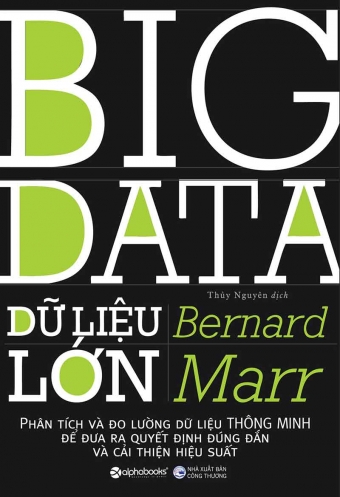 BIG
DATA
Thủy Nguyên dịch
DỮ LIỆU
LỚN
Bernard
Marr
PHÂN TÍCH VÀ ĐO LƯỜNG DỮ LIỆU THÔNG MINH
ĐỂ ĐƯA RA QUYẾT ĐỊNH ĐÚNG ĐẮN
VÀ CẢI THIỆN HIỆU SUẤT
alphabooks
NHÀ XUẤT BẢN
CÔNG THƯƠNG